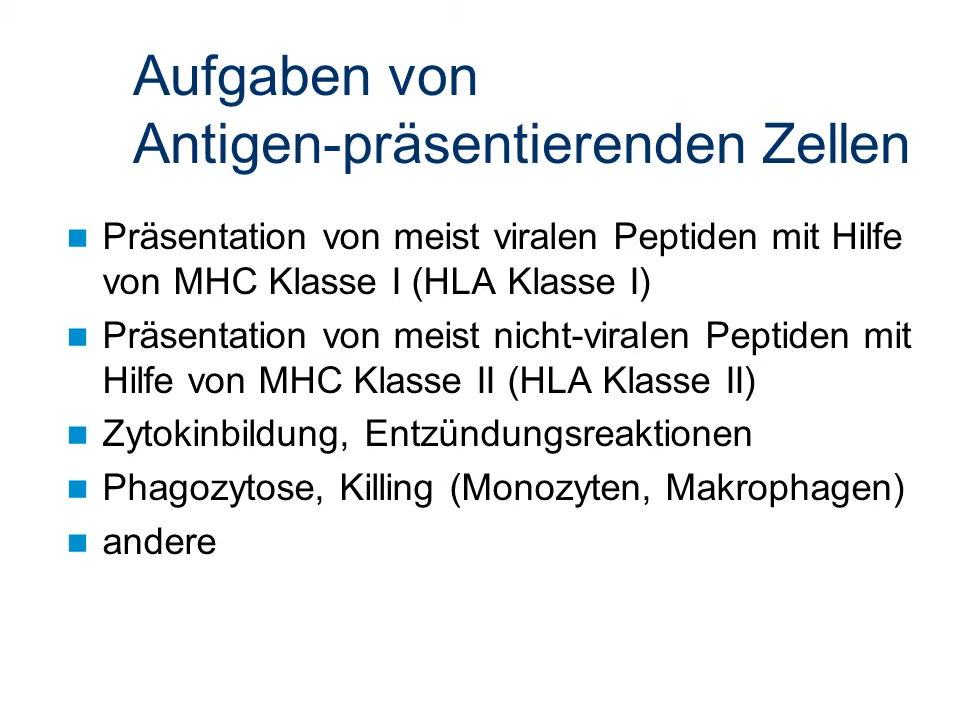 Aufgaben von
Antigen-präsentierenden Zellen
Präsentation von meist viralen Peptiden mit Hilfe
von MHC Klasse I (HLA Klasse I)
Präsentation von meist nicht-viralen Peptiden mit
Hilfe von MHC Klasse II (HLA Klasse II)
Zytokinbildung, Entzündungsreaktionen
Phagozytose, Killing (Monozyten, Makrophagen)
andere